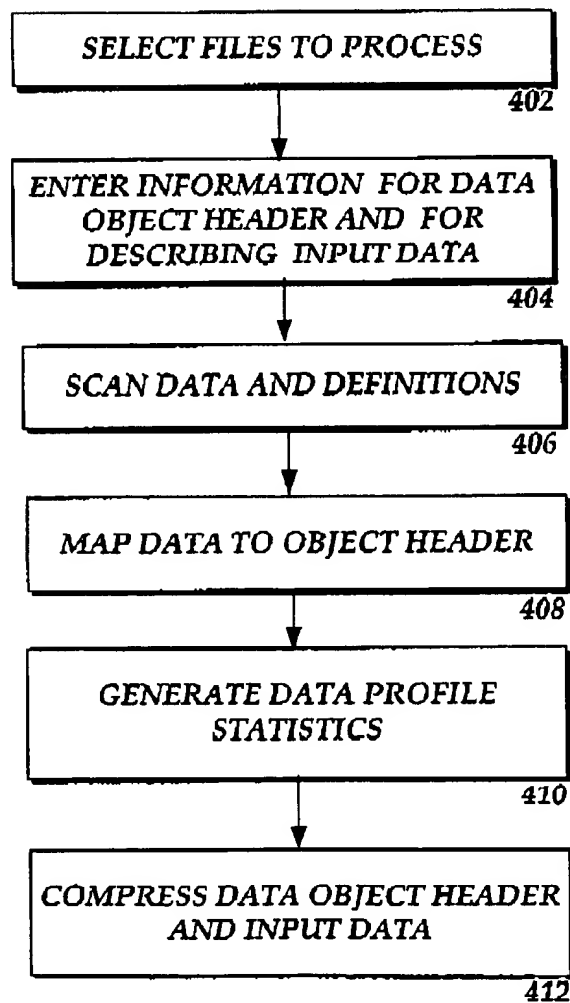 SELECT FILES TO PROCESS
402
ENTER INFORMATION FOR DATA
OBJECT HEADER AND FOR
DESCRIBING INPUT DATA
404
SCAN DATA AND DEFINITIONS
406
MAP DATA TO OBJECT HEADER
408
GENERATE DATA PROFILE
STATISTICS
410
COMPRESS DATA OBJECT HEADER
AND INPUT DATA
412